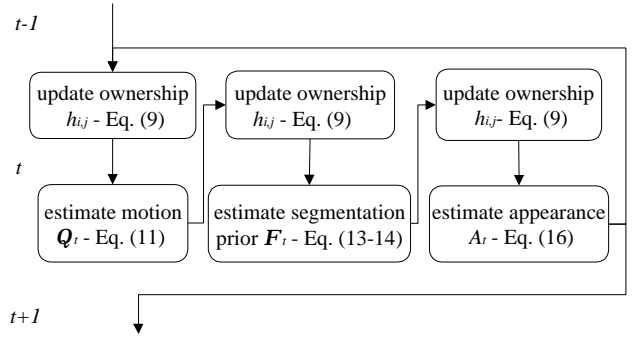 t-1
update ownership
hi,j - Eq. (9)
update ownership
hi,j - Eq. (9)
update ownership
hi,j- Eq. (9)
t
estimate motion
Qt - Eq. (11)
estimate segmentation
prior Ft - Eq. (13-14)
estimate appearance
At - Eq. (16)
t+1